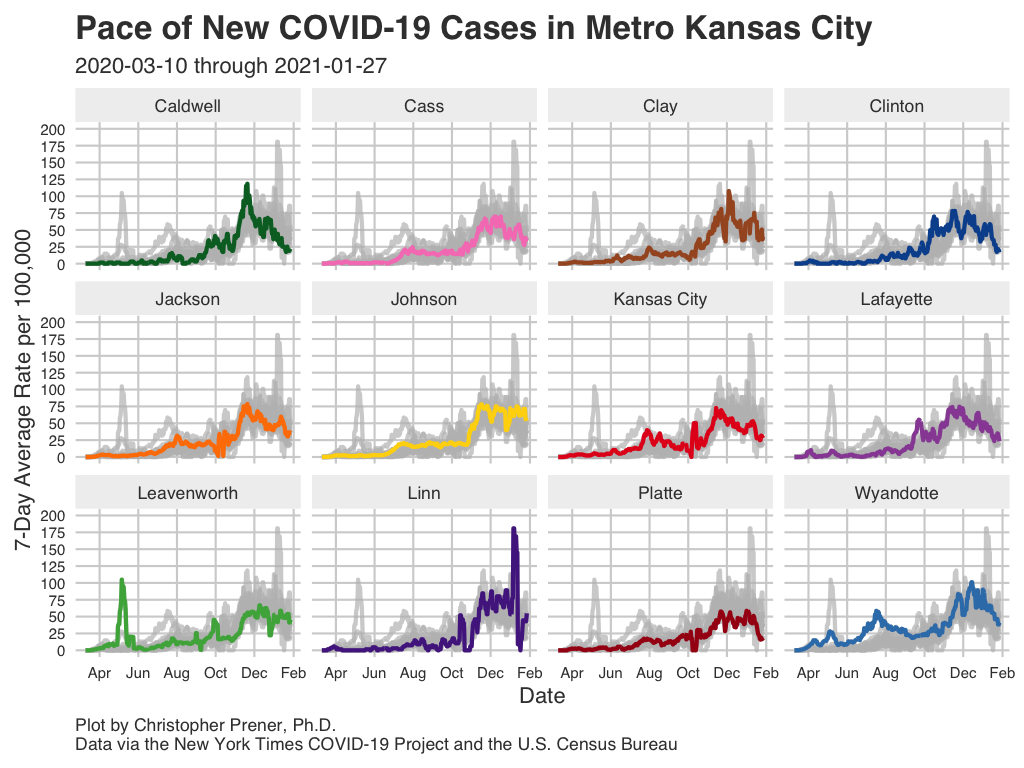 Pace of New COVID-19 Cases in Metro Kansas City
2020-03-10 through 2021-01-27
Caldwell Cass Clay Clinton
200
175
150
125
100
75
50
25
0
Jackson Johnson Kansas City Lafayette
200
175
150
125
100
75
50
25
0
Leavenworth Linn Platte Wyandotte
200
175
150
125
100
75
50
25
0
7-Day Average Rate per 100,000
Apr Jun Aug Oct Dec Feb Apr Jun Aug Oct Dec Feb Apr Jun Aug Oct Dec Feb Apr Jun Aug Oct Dec Feb
Date
Plot by Christopher Prener, Ph.D.
Data via the New York Times COVID-19 Project and the U.S. Census Bureau